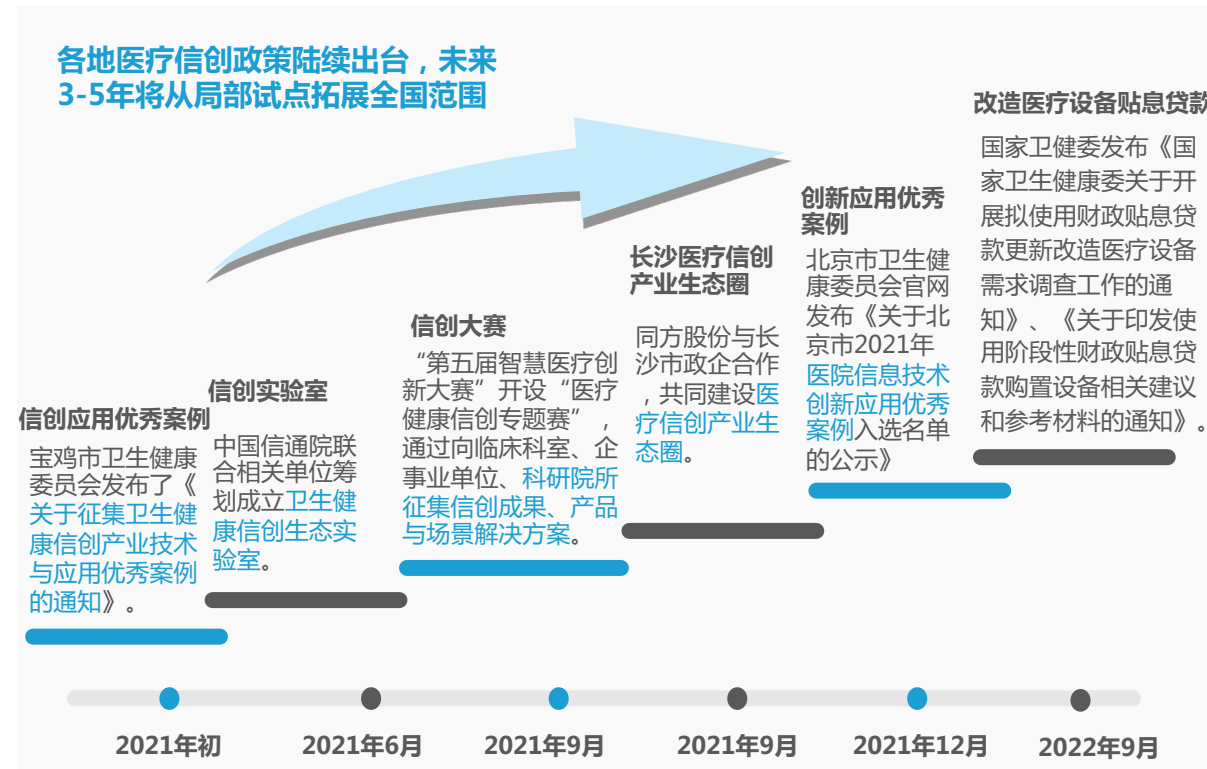 各地医疗信创政策陆续出台，未来
3-5年将从局部试点拓展全国范围
信创应用优秀案例
宝鸡市卫生健康
委员会发布了《
关于征集卫生健
康信创产业技术
与应用优秀案例
的通知》。
信创实验室
中国信通院联
合相关单位筹
划成立卫生健
康信创生态实
验室。
信创大赛
“第五届智慧医疗创
新大赛”开设“医疗
健康信创专题赛”，
通过向临床科室、企
事业单位、科研院所
征集信创成果、产品
与场景解决方案。
长沙医疗信创
产业生态圈
同方股份与长
沙市政企合作
，共同建设医
疗信创产业生
态圈。
创新应用优秀
案例
北京市卫生健
康委员会官网
发布《关于北
京市2021年
医院信息技术
创新应用优秀
案例入选名单
的公示》
改造医疗设备贴息贷款
国家卫健委发布《国
家卫生健康委关于开
展拟使用财政贴息贷
款更新改造医疗设备
需求调查工作的通
知》、《关于印发使
用阶段性财政贴息贷
款购置设备相关建议
和参考材料的通知》。
2021年初
2021年6月
2021年9月
2021年9月
2021年12月
2022年9月